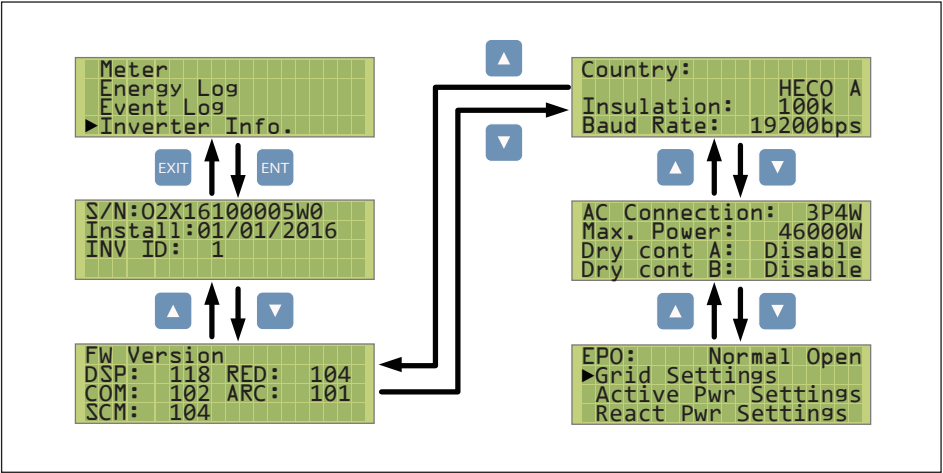 Meter
Energy Log
Event Log
▶Inverter Info.
EXIT
ENT
S/N:O2X16100005W0
Install:01/01/2016
INV ID: 1
▲
▼
FW Version
DSP: 118 RED: 104
COM: 102 ARC: 101
SCM: 104
▲
▼
Country:
HECO A
Insulation: 100k
Baud Rate: 19200bps
▲
▼
AC Connection: 3P4W
Max. Power: 46000W
Dry cont A: Disable
Dry cont B: Disable
▲
▼
EPO: Normal Open
▶Grid Settings
Active Pwr Settings
React Pwr Settings